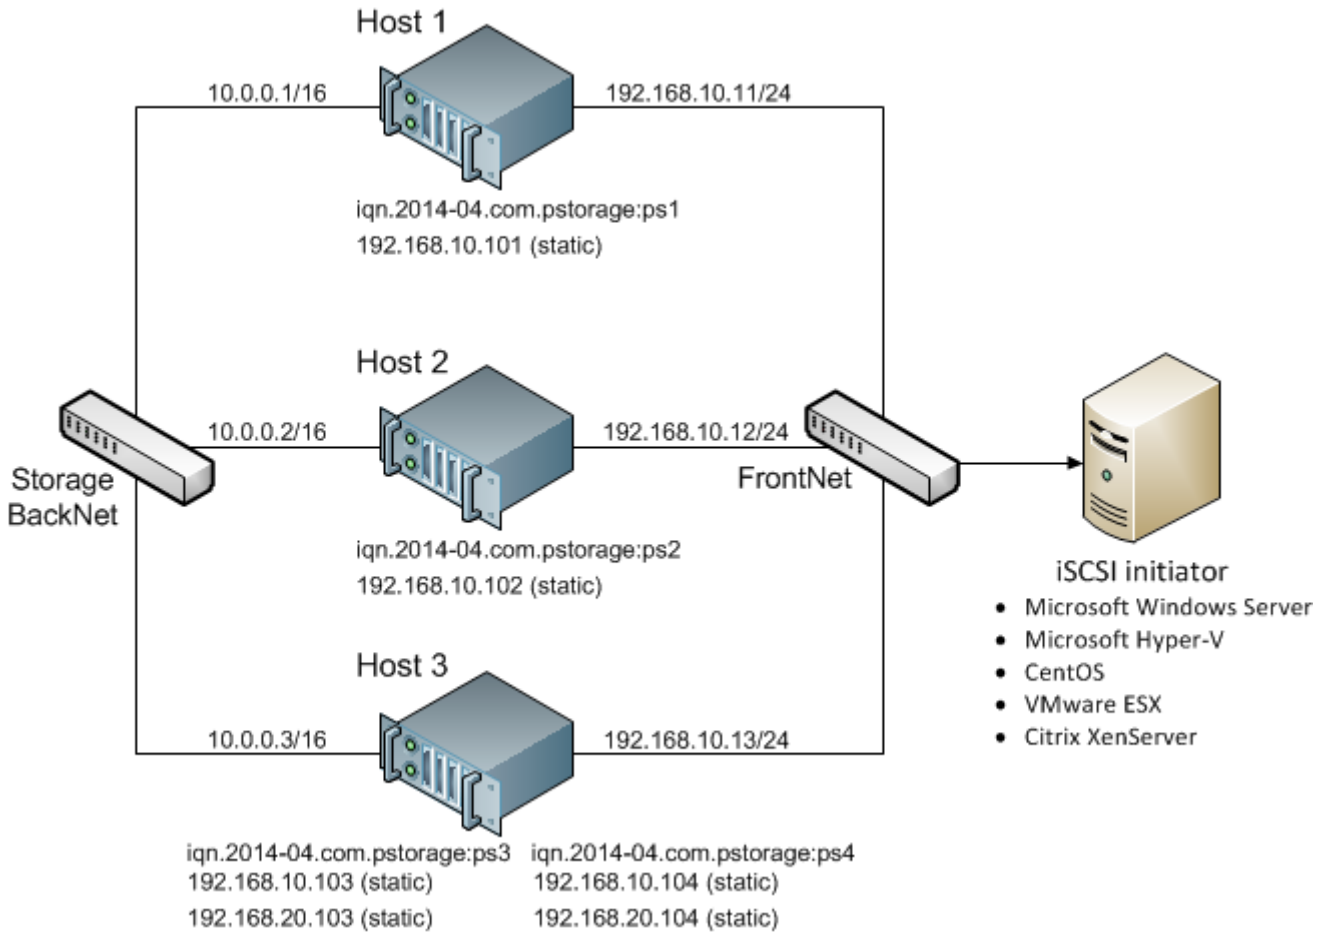 Host 1
10.0.0.1/16
192.168.10.11/24
iqn.2014-04.com.pstorage:ps1
192.168.10.101 (static)
Host 2
10.0.0.2/16
192.168.10.12/24
Storage
BackNet
FrontNet
iqn.2014-04.com.pstorage:ps2
192.168.10.102 (static)
iSCSI initiator
• Microsoft Windows Server
• Microsoft Hyper-V
• CentOS
• VMware ESX
• Citrix XenServer
Host 3
10.0.0.3/16
192.168.10.13/24
iqn.2014-04.com.pstorage:ps3
192.168.10.103 (static)
192.168.20.103 (static)
iqn.2014-04.com.pstorage:ps4
192.168.10.104 (static)
192.168.20.104 (static)